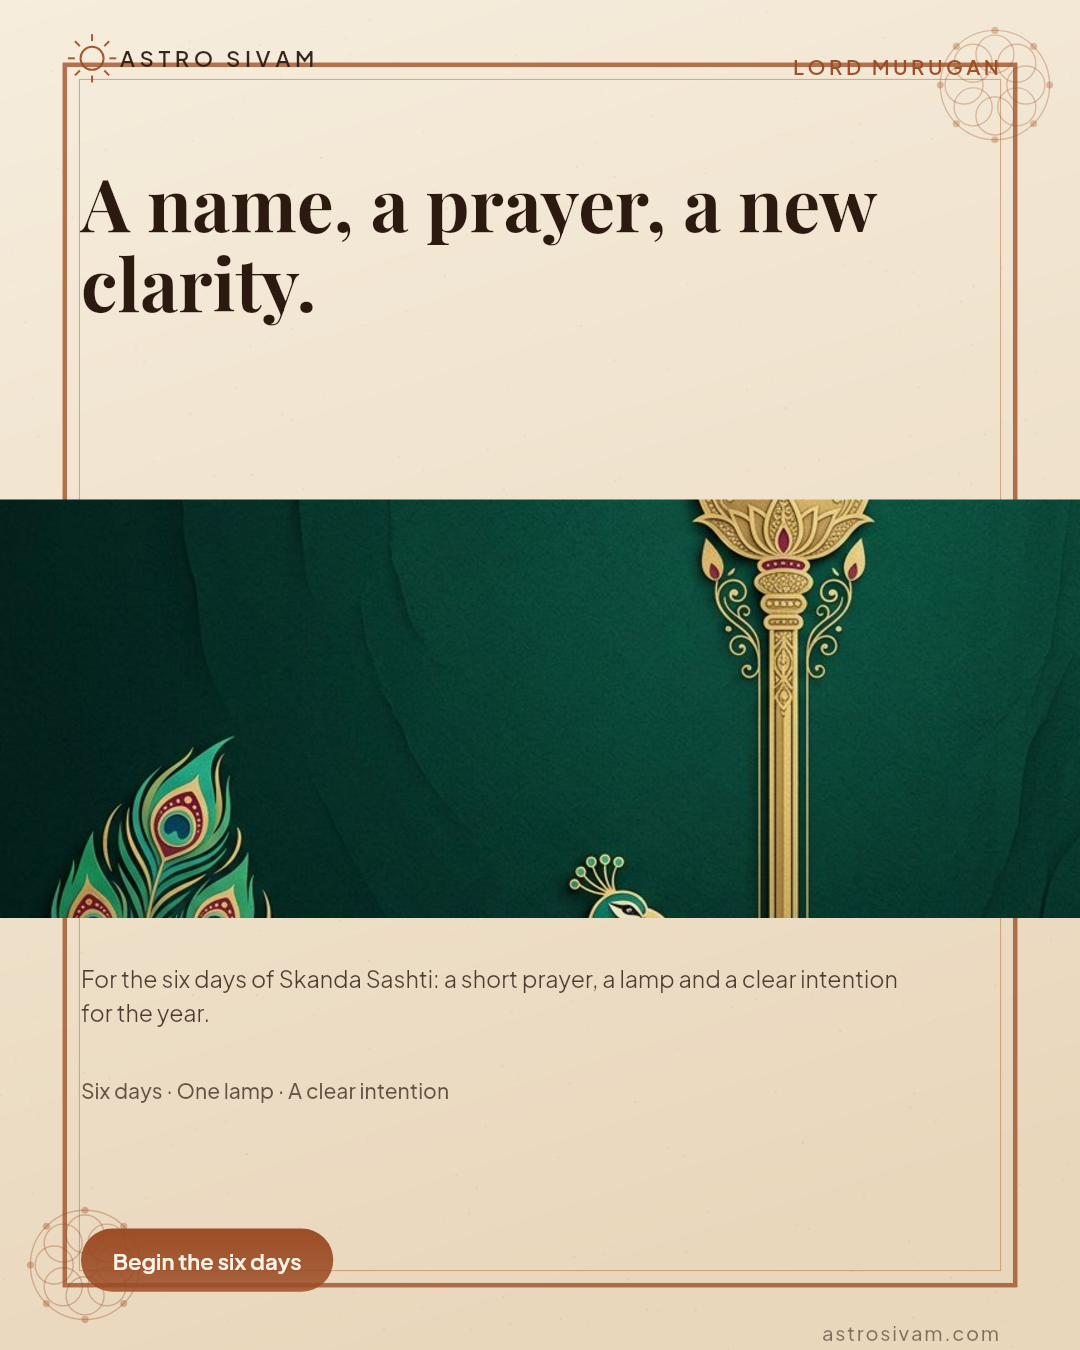 ASTRO SIVAM
LORD MURUGAN
A name, a prayer, a new
clarity.
For the six days of Skanda Sashti: a short prayer, a lamp and a clear intention
for the year.
Six days · One lamp · A clear intention
Begin the six days
astrosivam.com